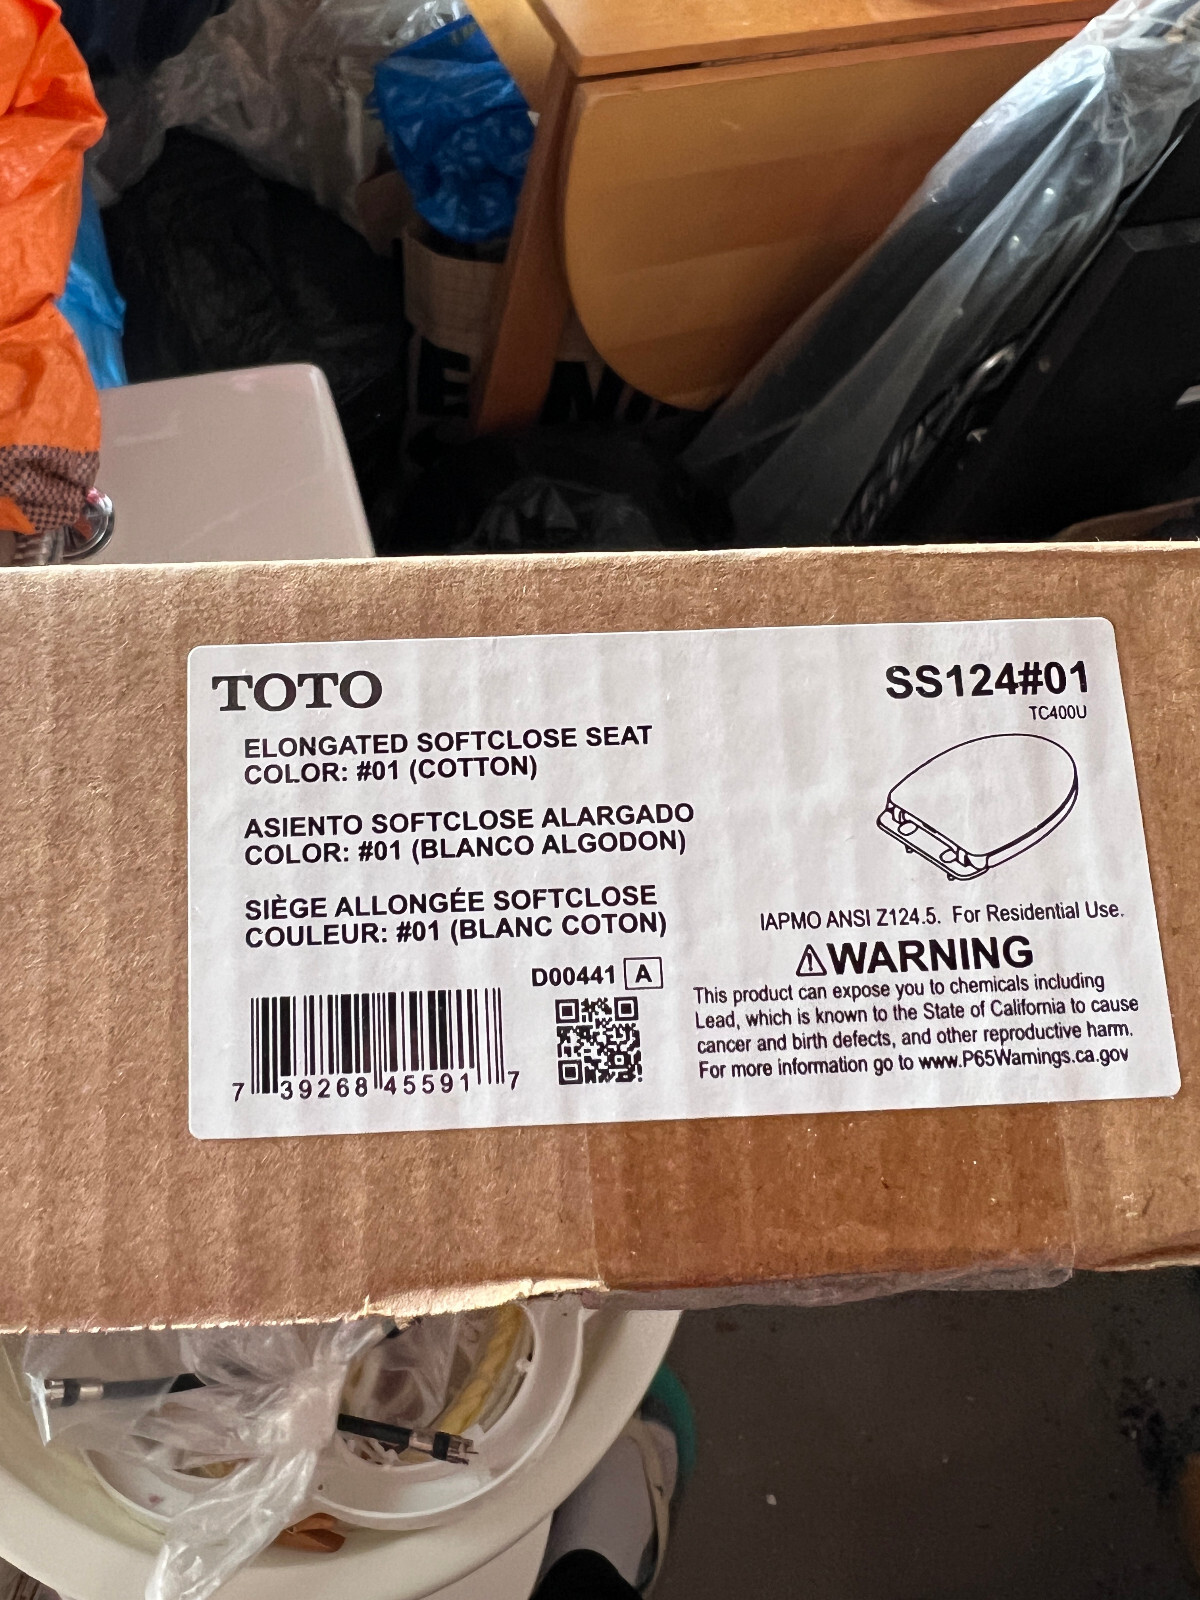 TOTO
ELONGATED SOFTCLOSE SEAT
COLOR: #01 (COTTON)
ASIENTO SOFTCLOSE ALARGADO
COLOR: #01 (BLANCO ALGODON)
SIÈGE ALLONGÉE SOFTCLOSE
COULEUR: #01 (BLANC COTON)
D00441 A
7 39268 45591 7
SS124#01
TC400U
IAPMO ANSI Z124.5. For Residential Use.
⚠WARNING
This product can expose you to chemicals including
Lead, which is known to the State of California to cause
cancer and birth defects, and other reproductive harm.
For more information go to www.P65Warnings.ca.gov